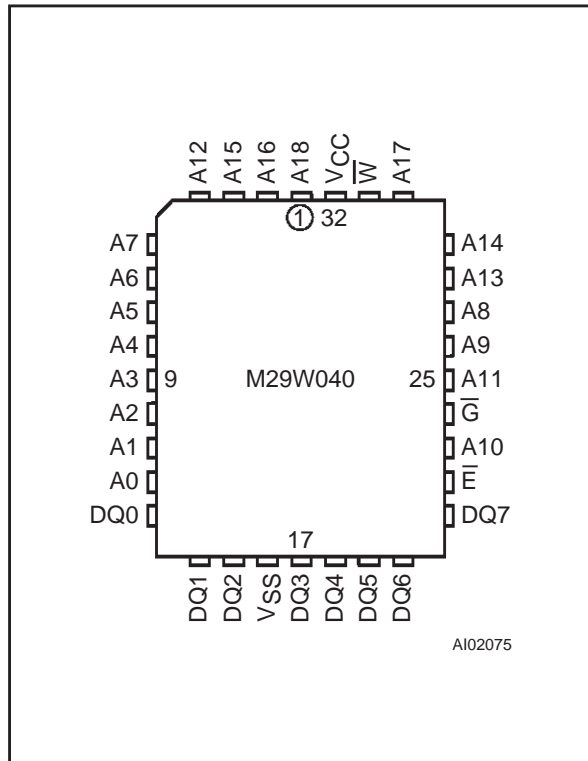 A12 A15 A16 A18 VCC W̅ A17
1 32
A7 A14
A6 A13
A5 A8
A4 A9
A3 9 M29W040 25 A11
A2 G̅
A1 A10
A0 E̅
DQ0 DQ7
17
DQ1 DQ2 VSS DQ3 DQ4 DQ5 DQ6
AI02075